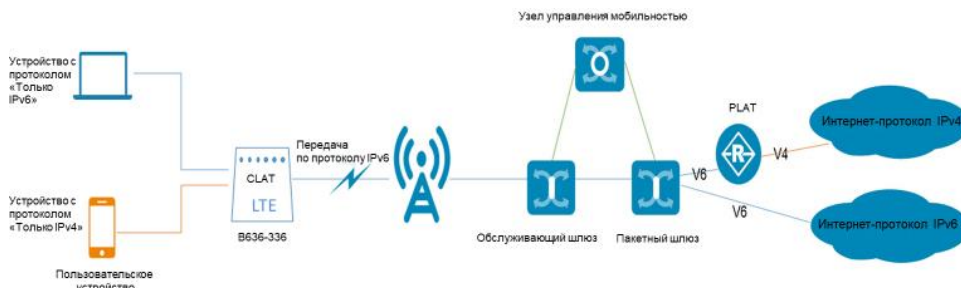 Узел управления мобильностью
Устройство с
протоколом
«Только
IPv6»
PLAT
Интернет-протокол IPv4
Передача
по протоколу IPv6
V4
V6
CLAT
LTE
V6
Устройство с
протоколом
«Только IPv4»
B636-336
Обслуживающий шлюз
Пакетный шлюз
Интернет-протокол IPv6
Пользовательское
устройство
R